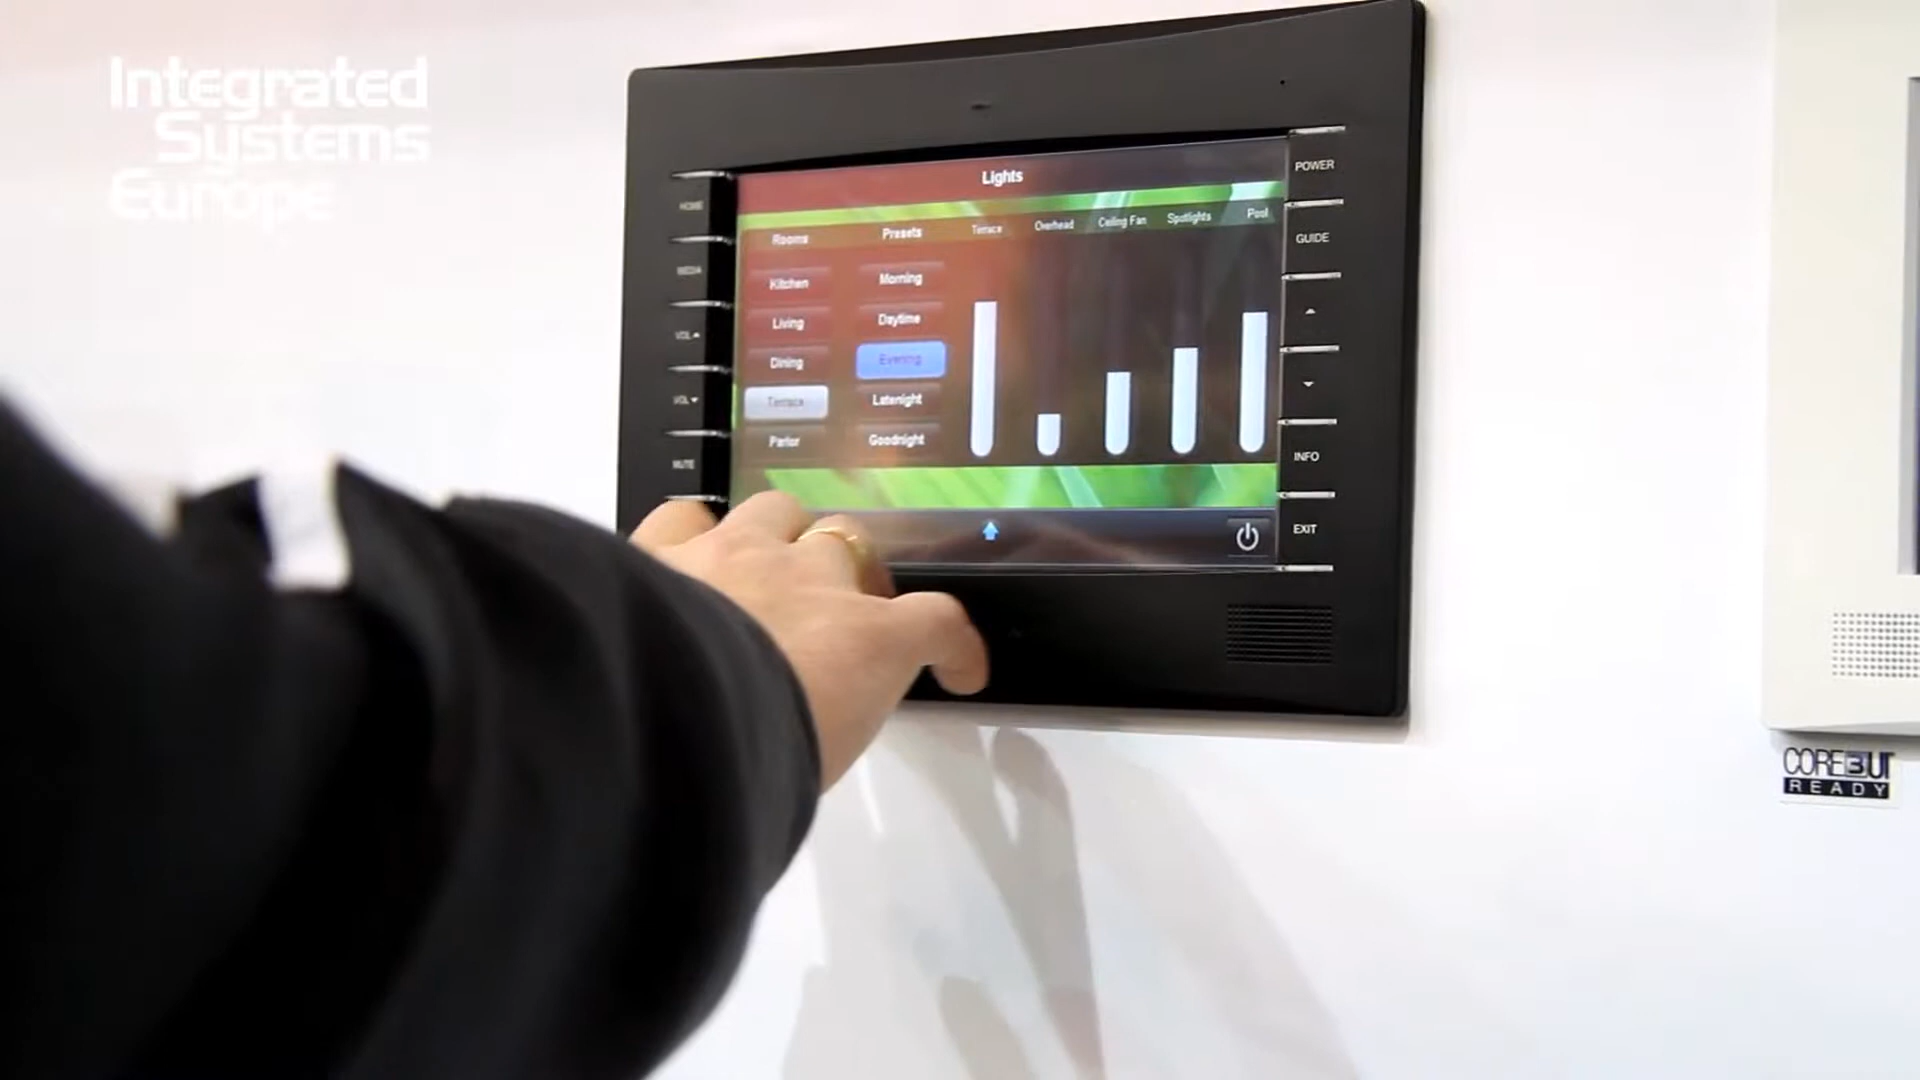 Integrated
Systems
Europe
Lights
Rooms
Presets
Terrace
Overhead
Ceiling Fan
Spotlights
Pool
Kitchen
Living
Dining
Terrace
Parlor
Morning
Daytime
Evening
Latenight
Goodnight
HOME
MEDIA
VOL
VOL
MUTE
POWER
GUIDE
INFO
EXIT
CORE3UI
READY